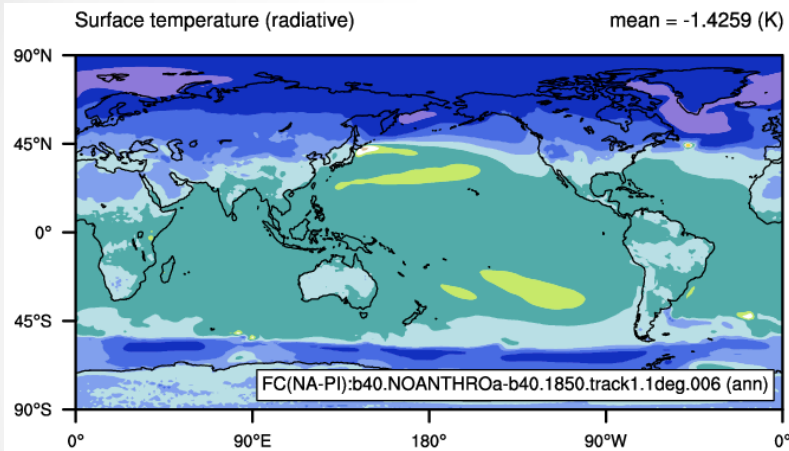 Surface temperature (radiative) mean = -1.4259 (K)
90°N
45°N
0°
45°S
FC(NA-PI):b40.NOANTHROa-b40.1850.track1.1deg.006 (ann)
90°S
0° 90°E 180° 90°W 0°